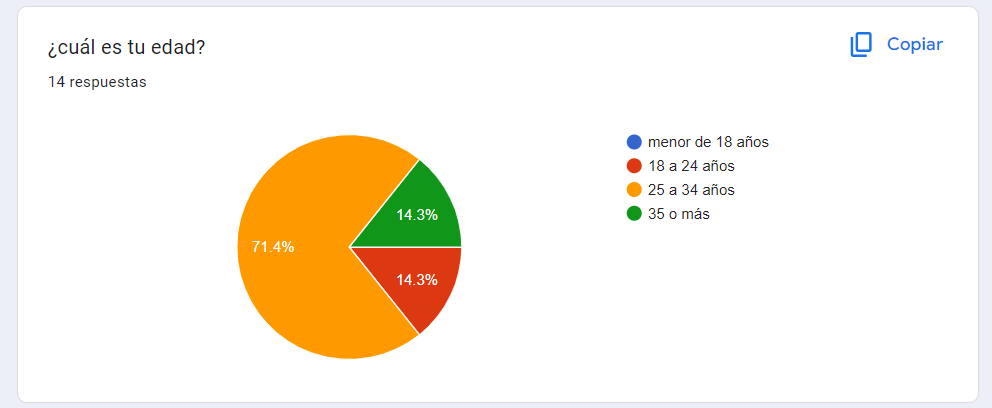 ¿cuál es tu edad?
Copiar
14 respuestas
menor de 18 años
18 a 24 años
25 a 34 años
35 o más
14.3%
71.4%
14.3%